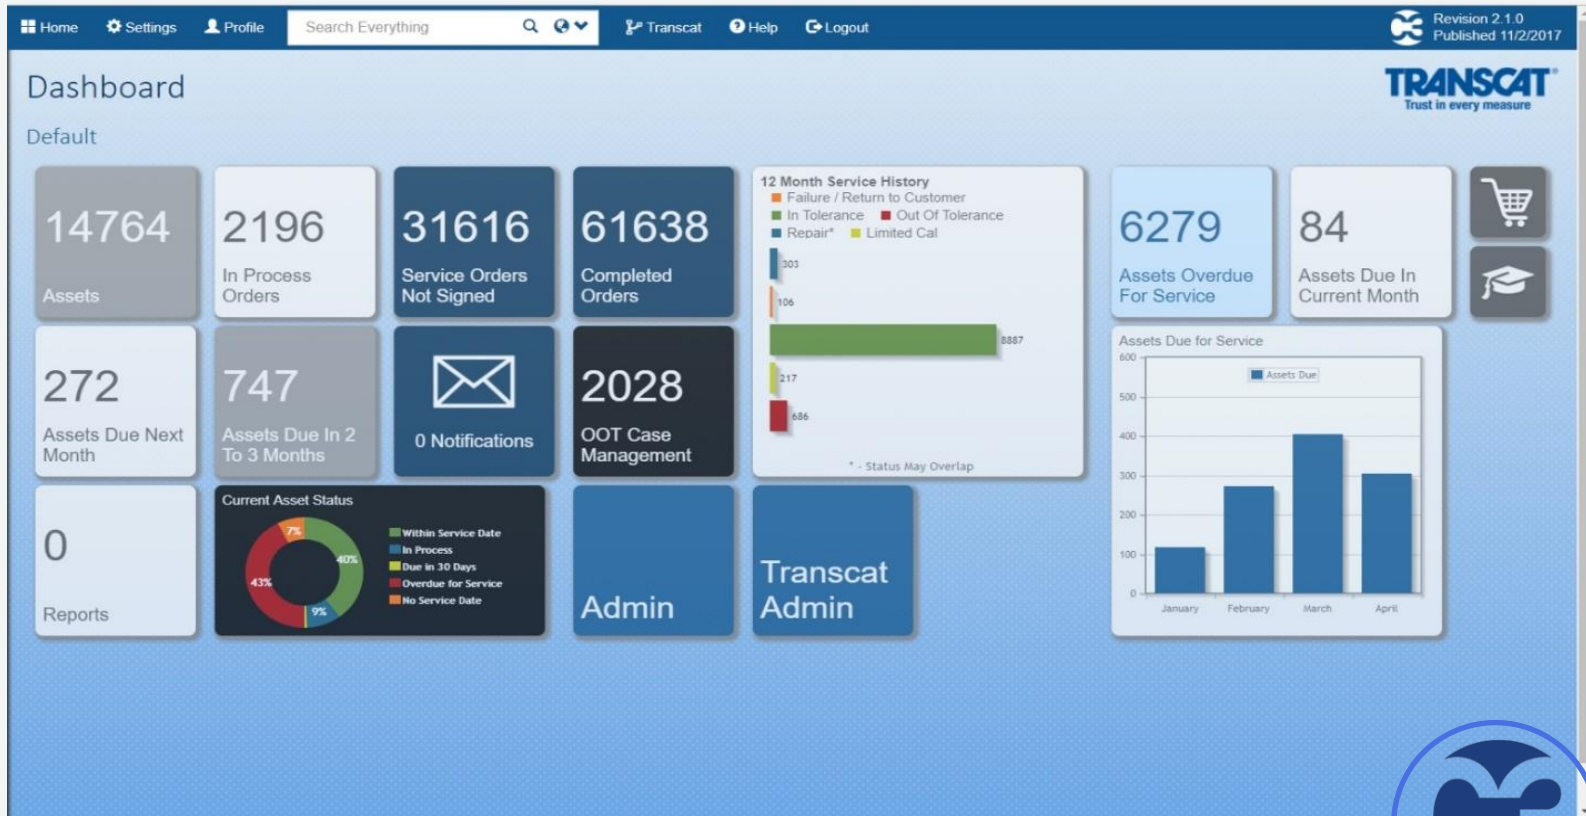 Home Settings Profile Search Everything Transcat Help Logout
Revision 2.1.0
Published 11/2/2017
Dashboard
TRANSCAT
Trust in every measure
Default
14764
Assets
2196
In Process
Orders
31616
Service Orders
Not Signed
61638
Completed
Orders
12 Month Service History
Failure / Return to Customer
In Tolerance Out Of Tolerance
Repair* Limited Cal
303
106
8887
217
686
* - Status May Overlap
6279
Assets Overdue
For Service
84
Assets Due In
Current Month
272
Assets Due Next
Month
747
Assets Due In 2
To 3 Months
0 Notifications
2028
OOT Case
Management
Assets Due for Service
Assets Due
600
500
400
300
200
100
0
January February March April
0
Reports
Current Asset Status
7%
40%
43%
9%
Within Service Date
In Process
Due in 30 Days
Overdue for Service
No Service Date
Admin
Transcat
Admin